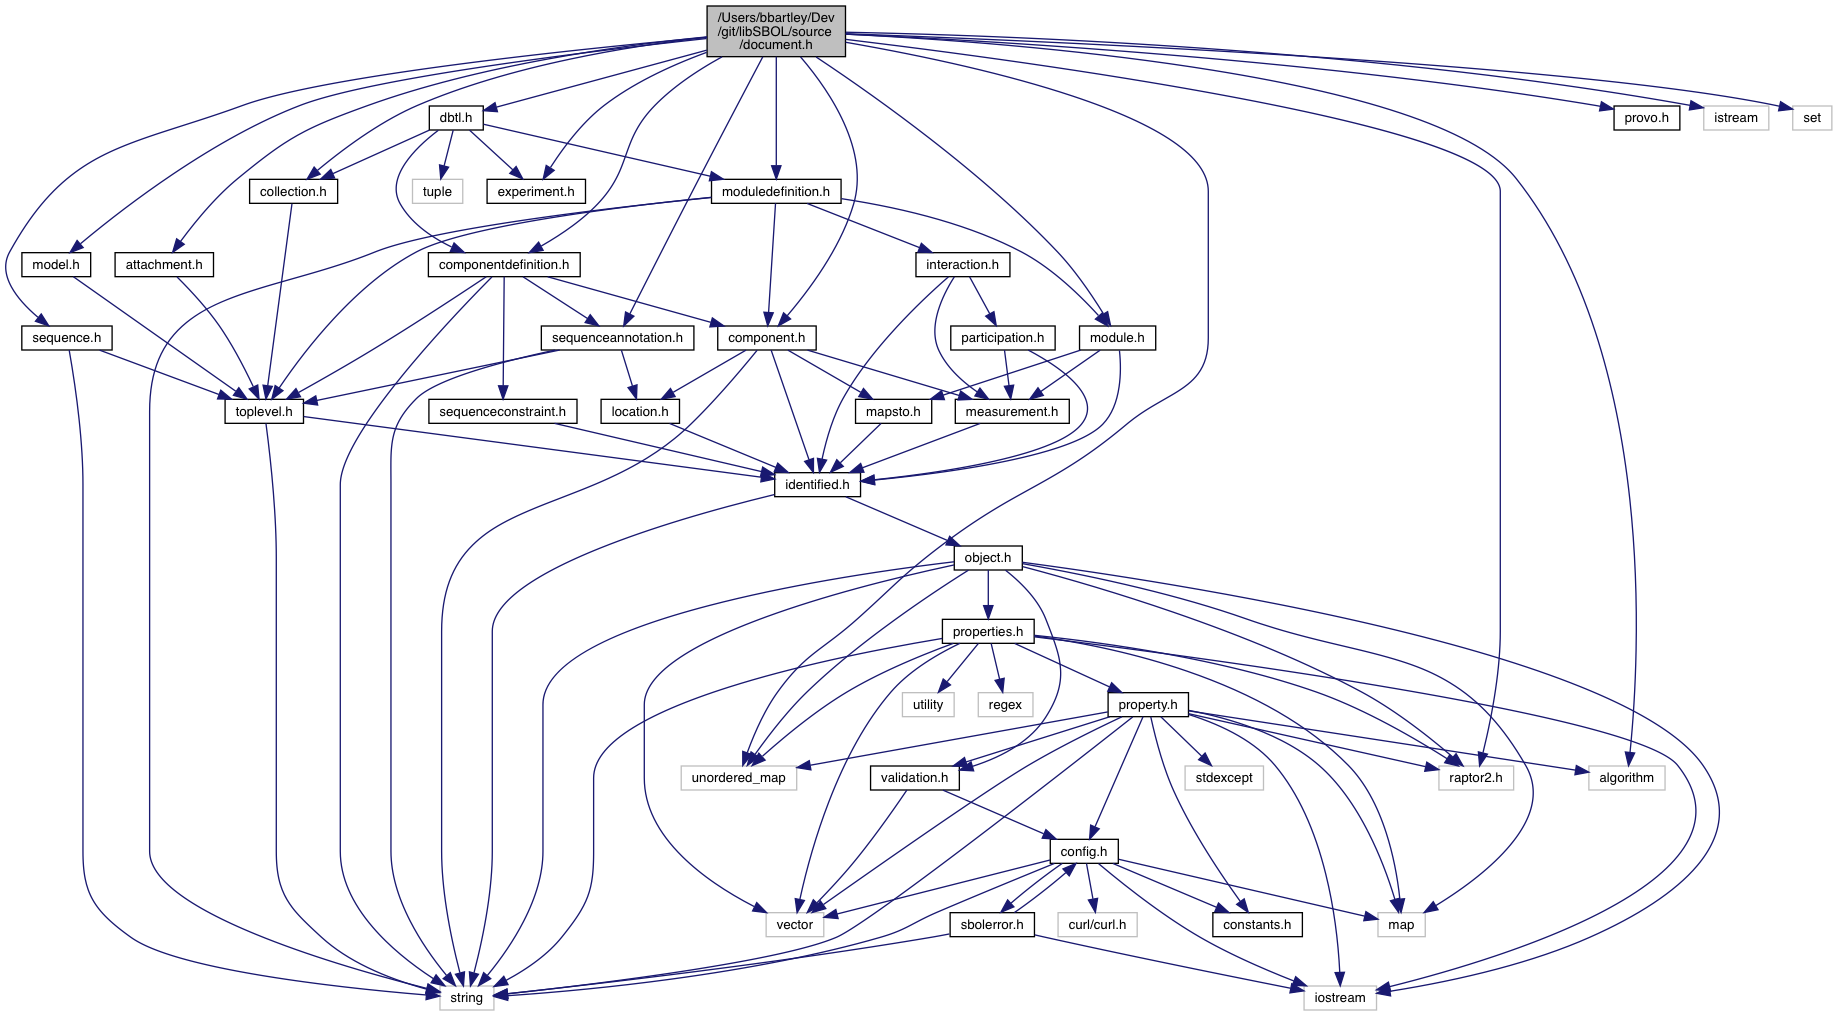 /Users/bbartley/Dev
/git/libSBOL/source
/document.h
dbtl.h
provo.h
istream
set
collection.h
tuple
experiment.h
moduledefinition.h
model.h
attachment.h
componentdefinition.h
interaction.h
sequence.h
sequenceannotation.h
component.h
participation.h
module.h
toplevel.h
sequenceconstraint.h
location.h
mapsto.h
measurement.h
identified.h
object.h
properties.h
utility
regex
property.h
unordered_map
validation.h
stdexcept
raptor2.h
algorithm
config.h
vector
sbolerror.h
curl/curl.h
constants.h
map
string
iostream